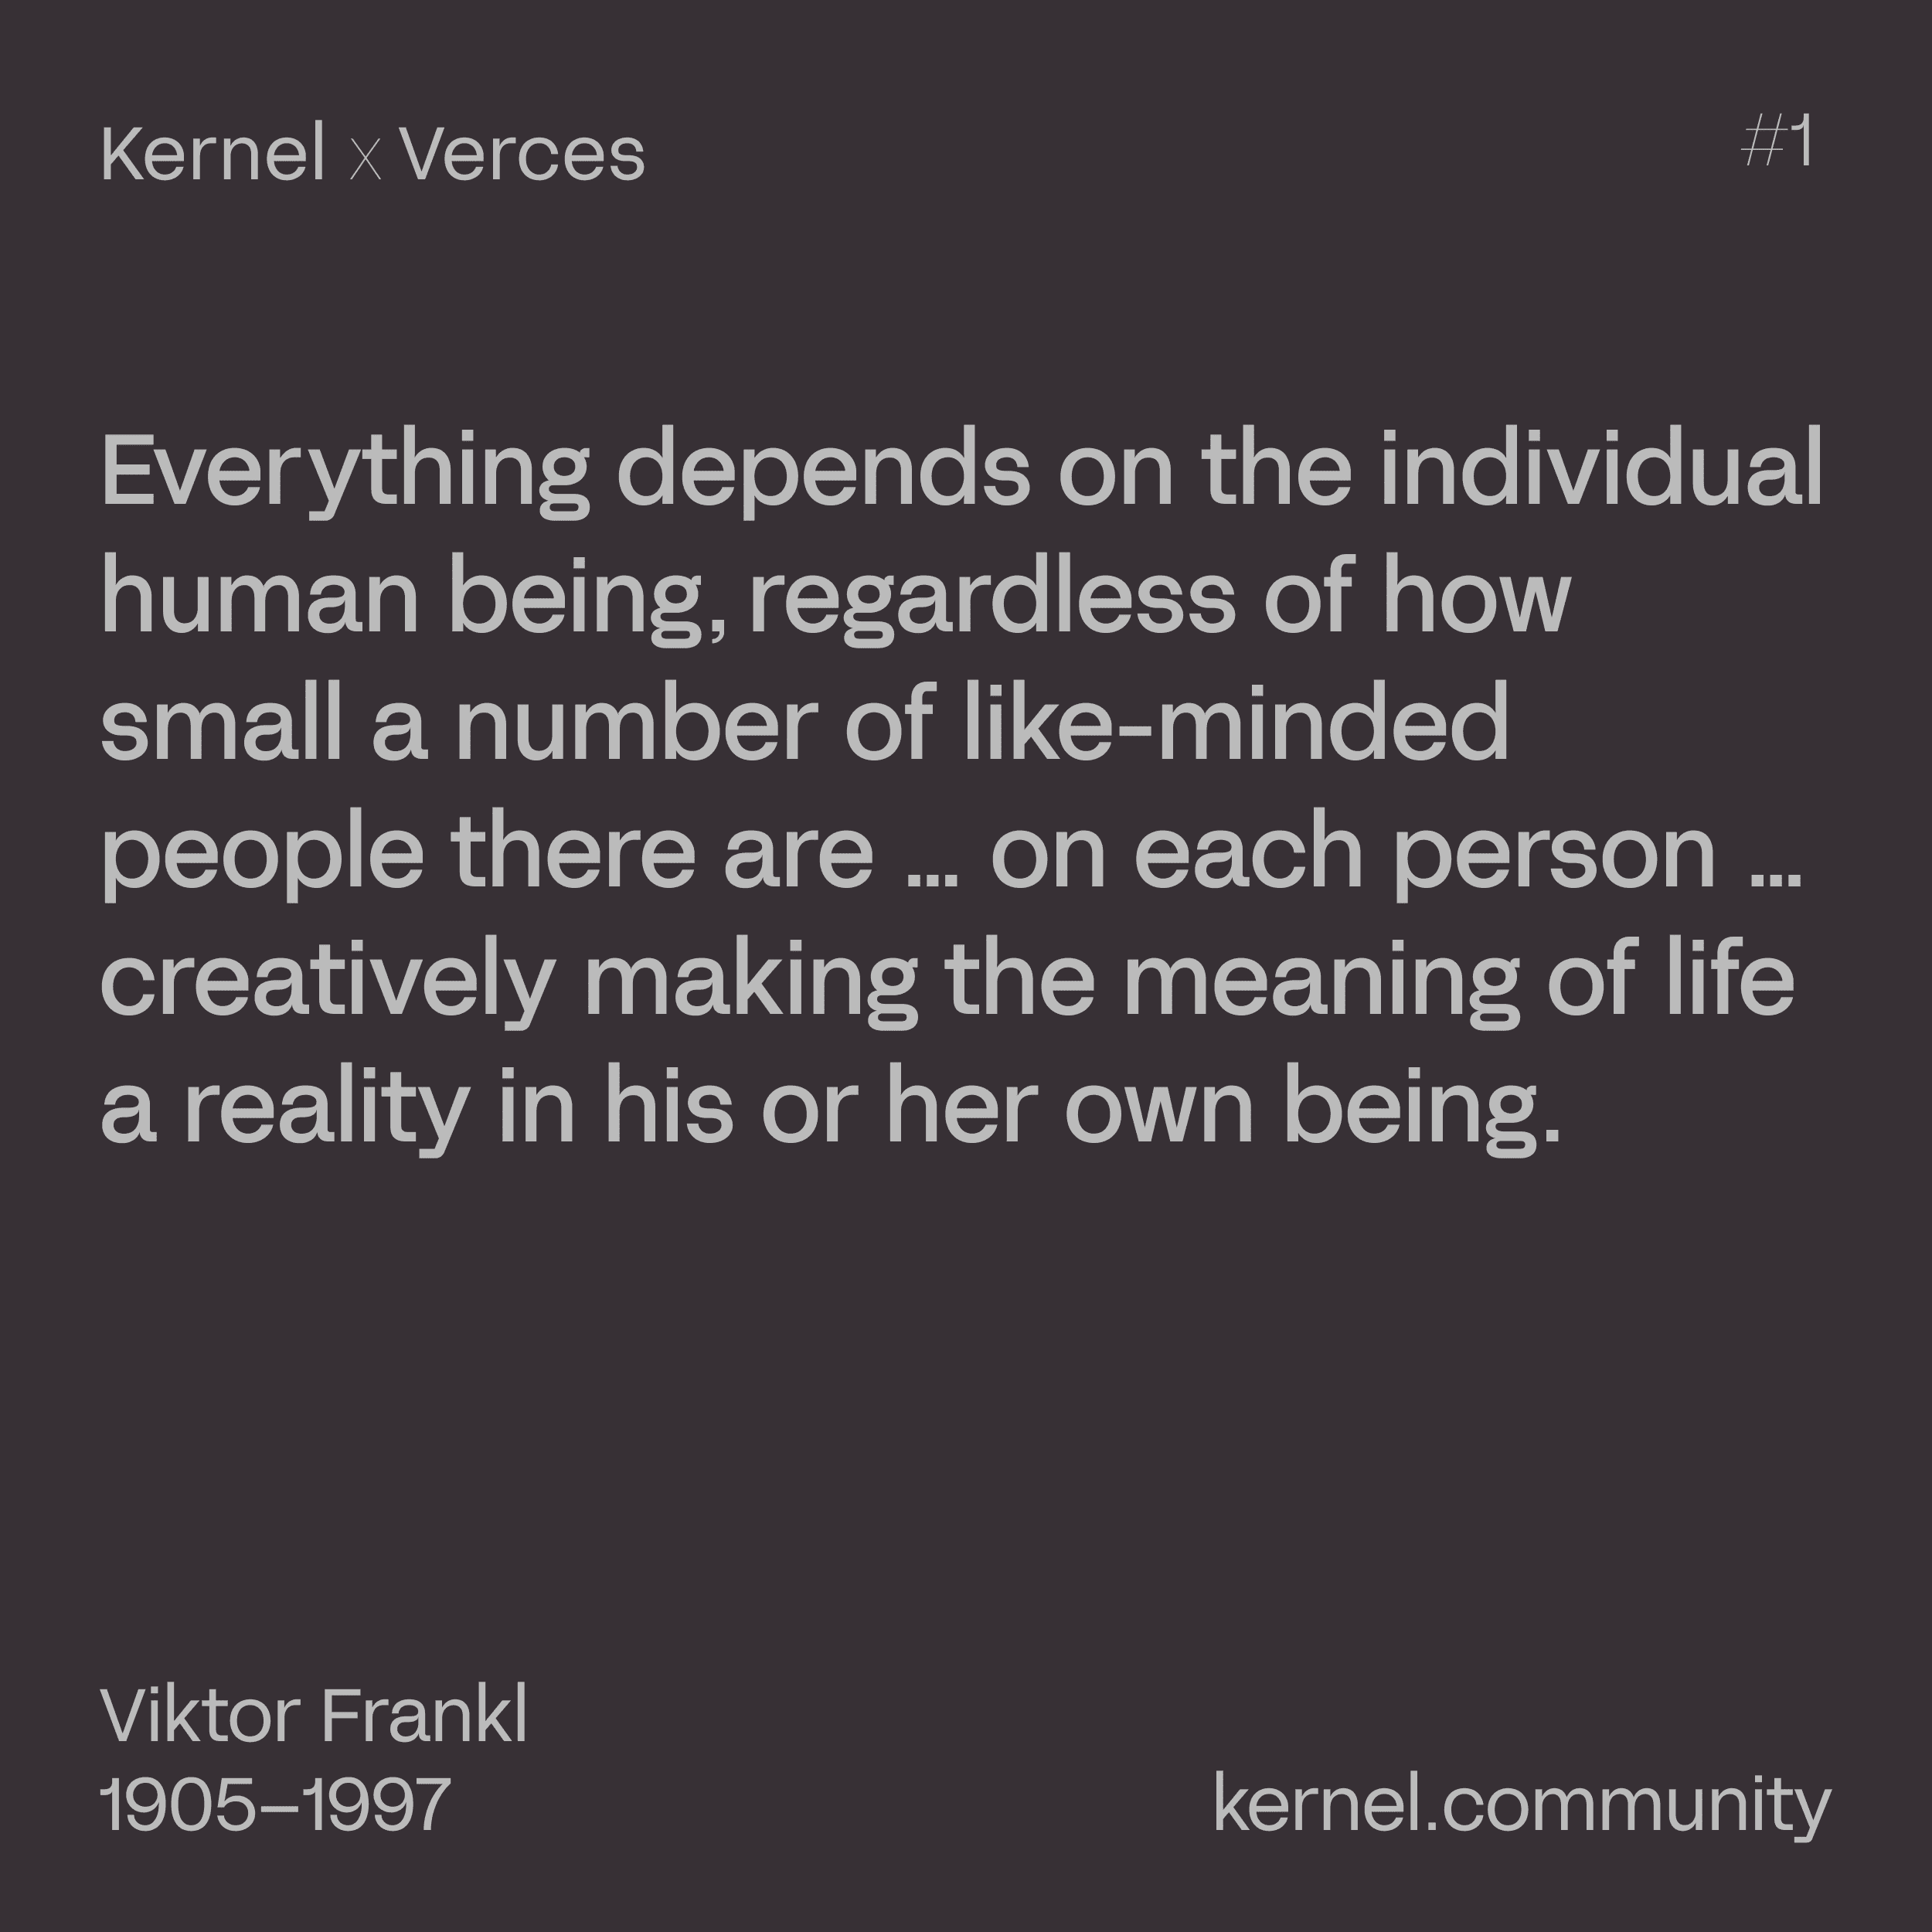 Kernel x Verces
#1
Everything depends on the individual
human being, regardless of how
small a number of like-minded
people there are ... on each person ...
creatively making the meaning of life
a reality in his or her own being.
Viktor Frankl
1905–1997
kernel.community